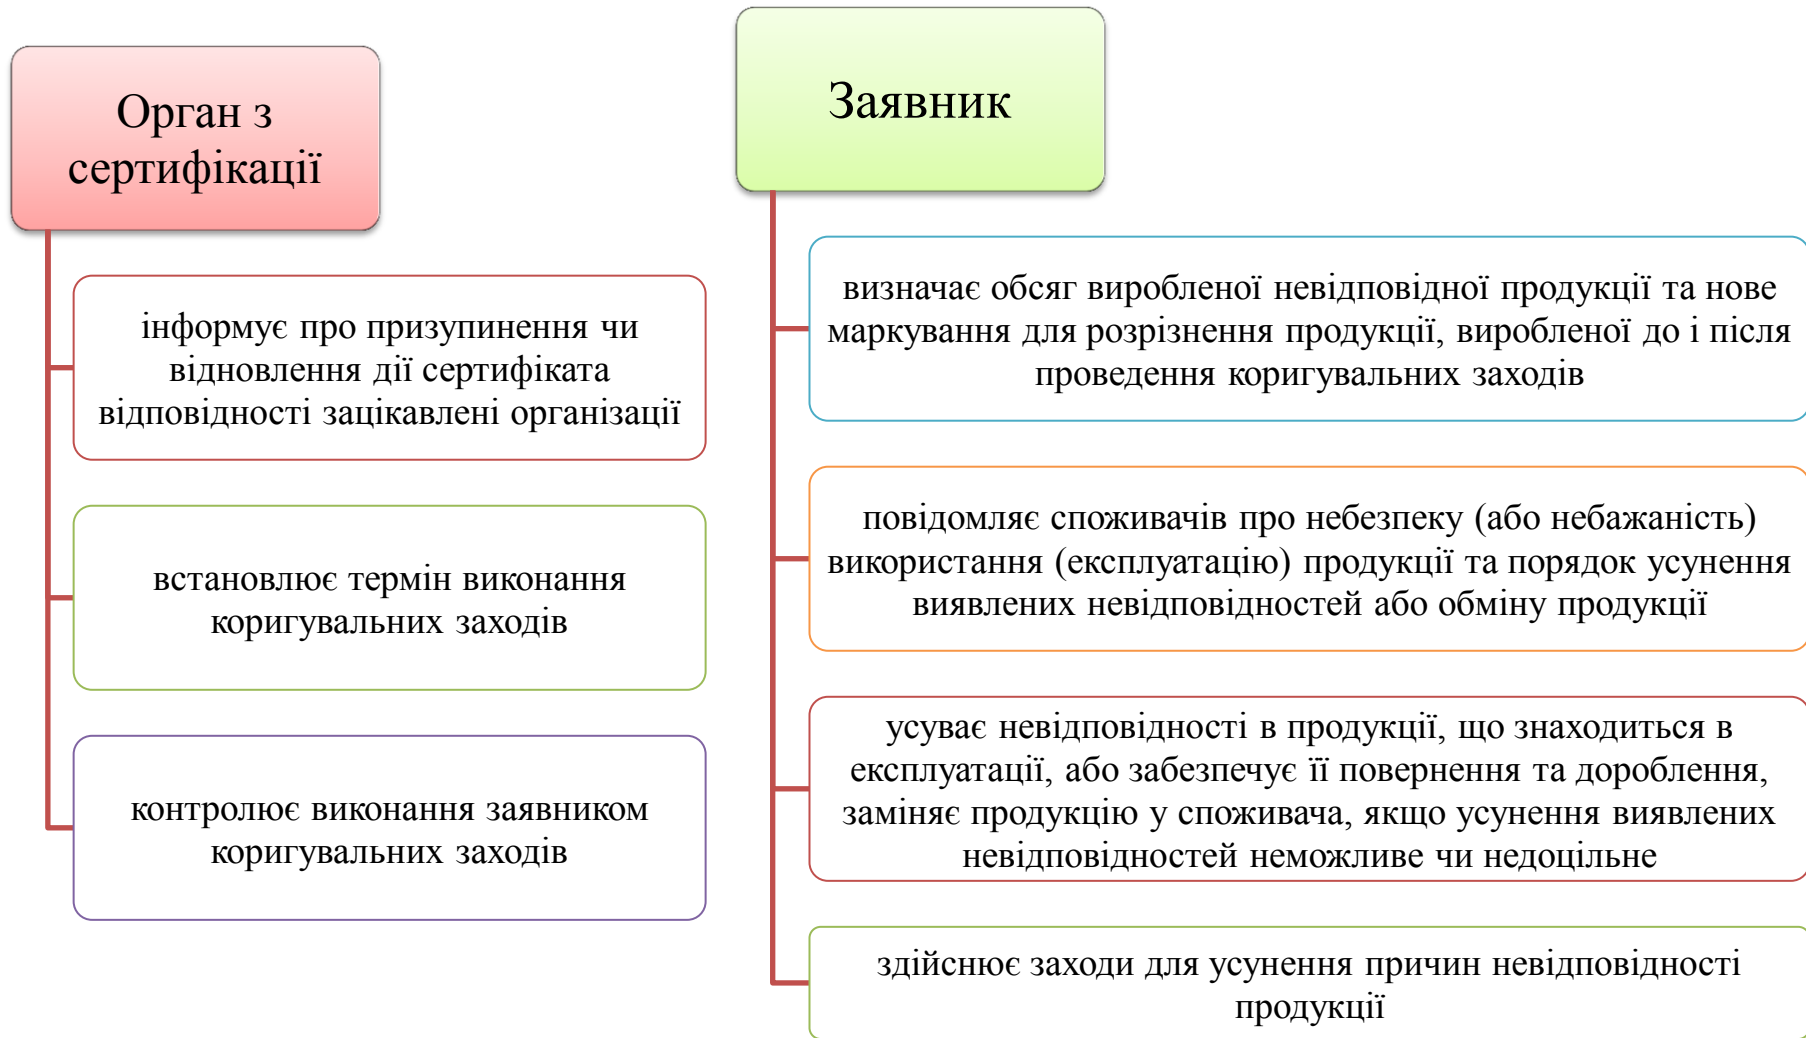 Орган з
сертифікації
інформує про призупинення чи
відновлення дії сертифіката
відповідності зацікавлені організації
встановлює термін виконання
коригувальних заходів
контролює виконання заявником
коригувальних заходів
Заявник
визначає обсяг виробленої невідповідної продукції та нове
маркування для розрізнення продукції, виробленої до і після
проведення коригувальних заходів
повідомляє споживачів про небезпеку (або небажаність)
використання (експлуатацію) продукції та порядок усунення
виявлених невідповідностей або обміну продукції
усуває невідповідності в продукції, що знаходиться в
експлуатації, або забезпечує її повернення та дороблення,
заміняє продукцію у споживача, якщо усунення виявлених
невідповідностей неможливе чи недоцільне
здійснює заходи для усунення причин невідповідності
продукції